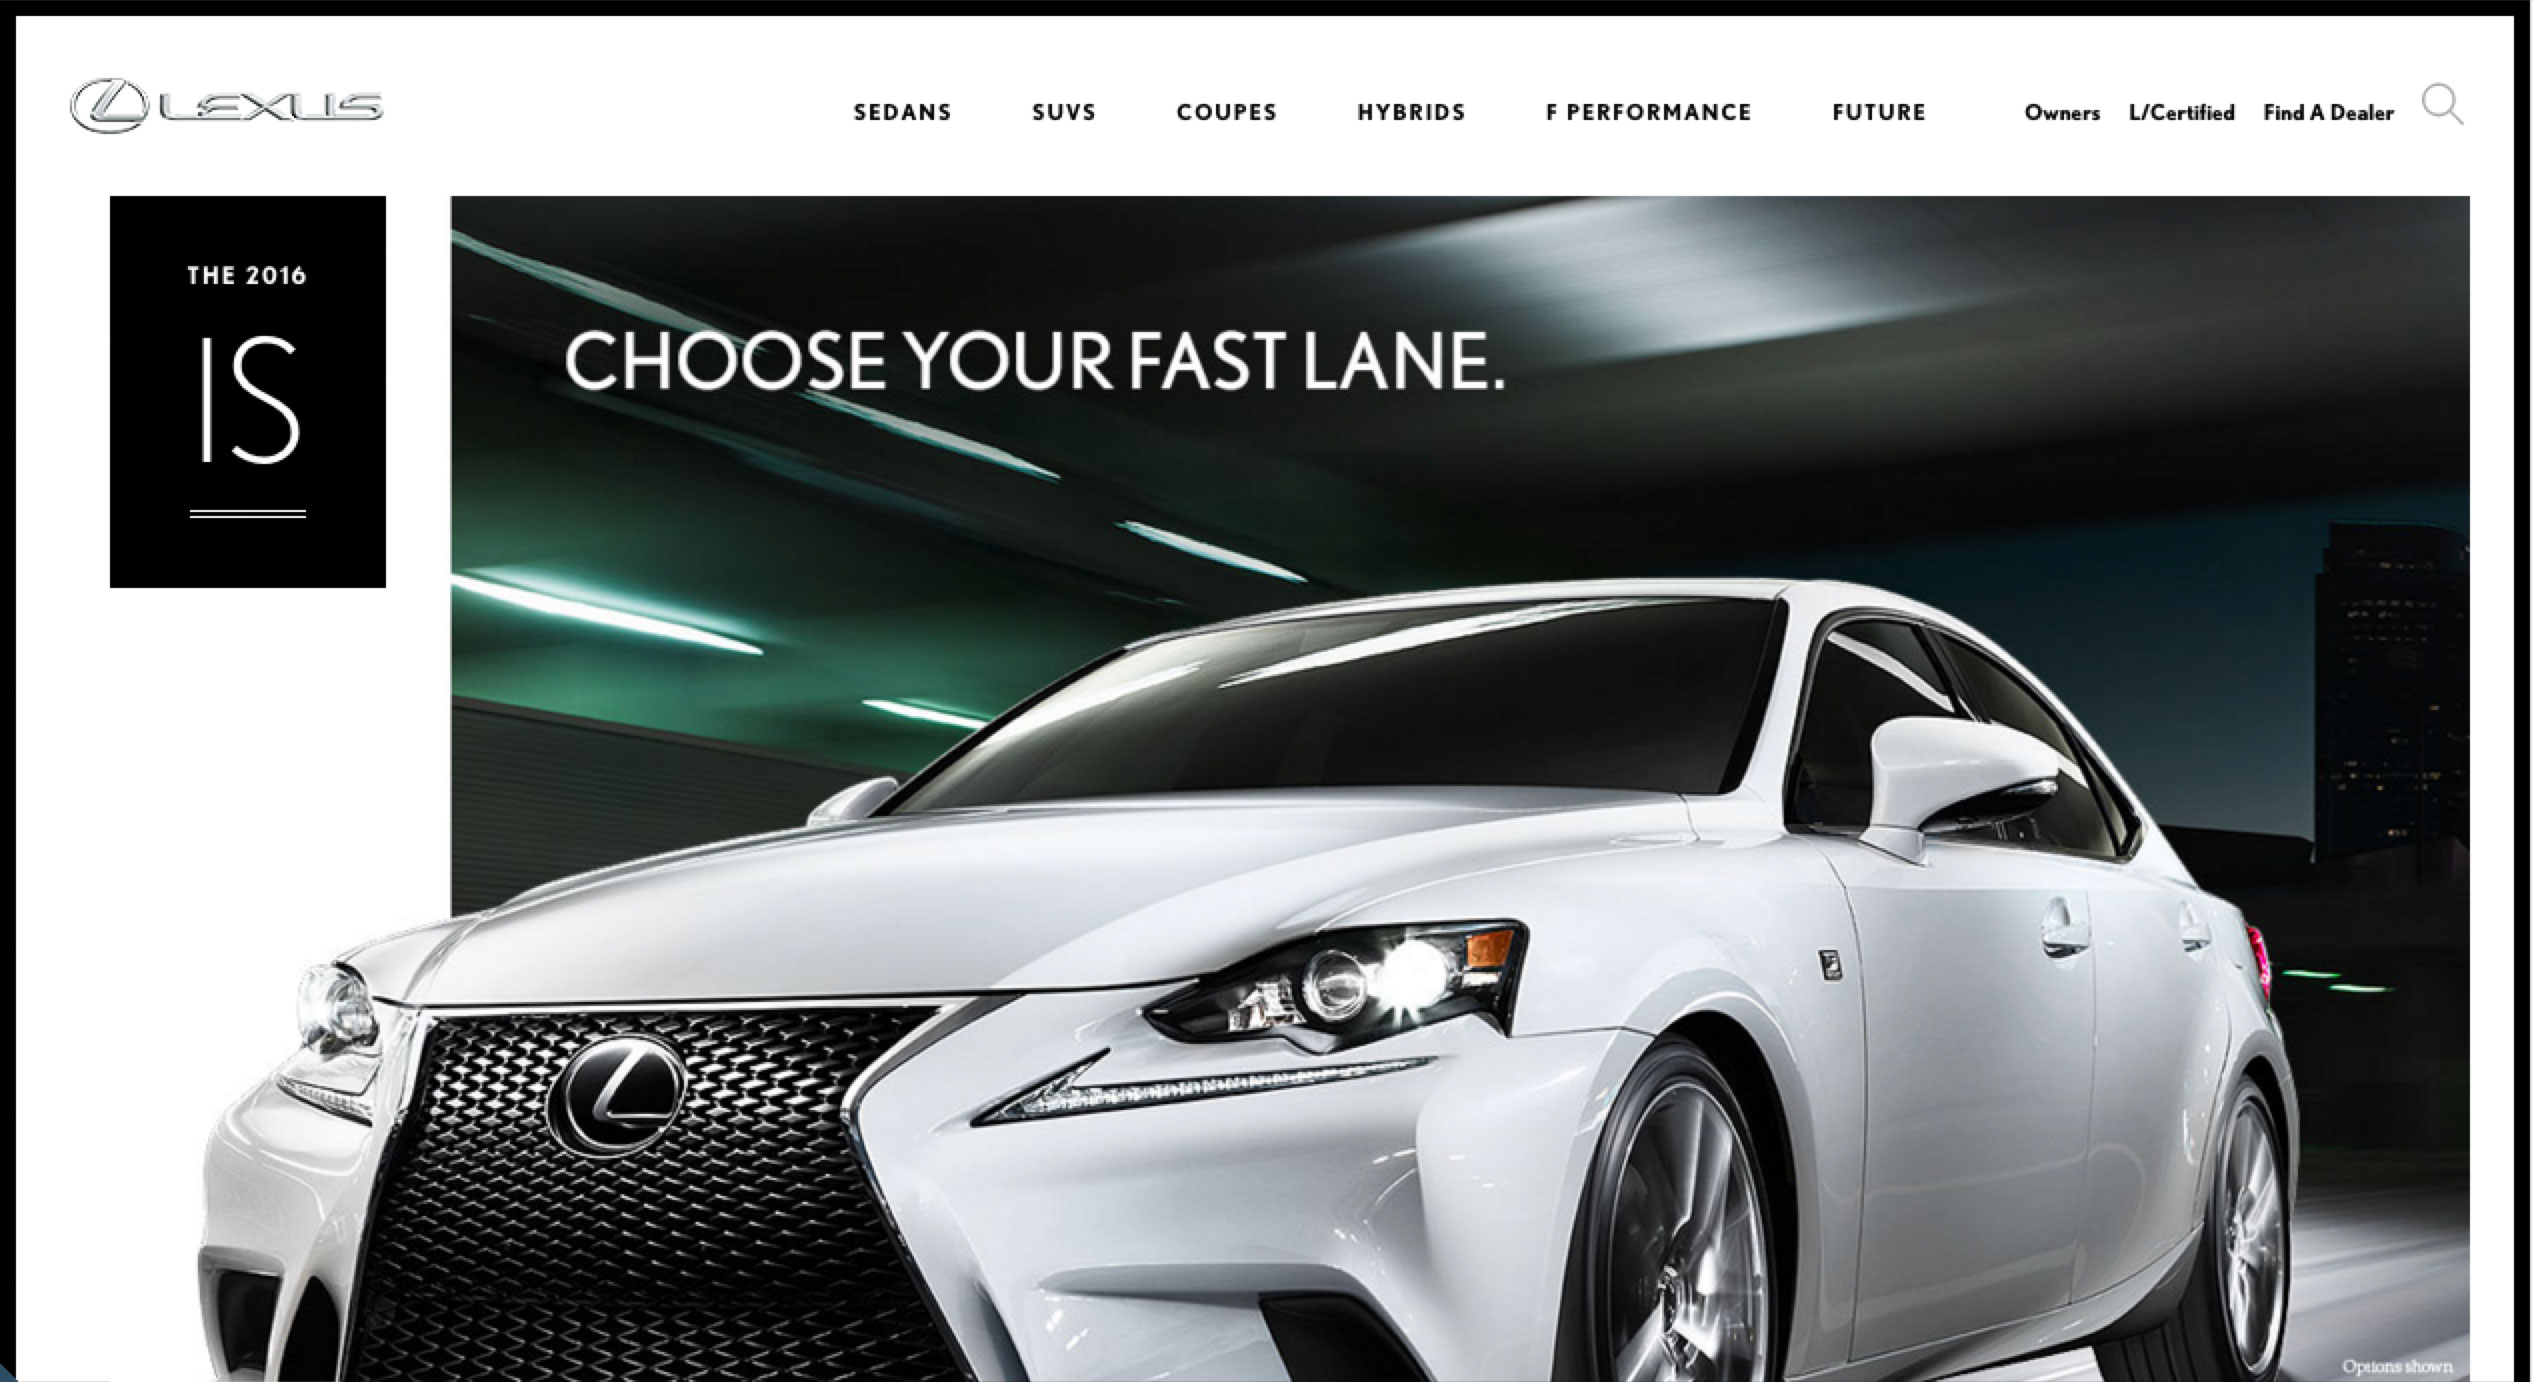 LEXUS
SEDANS SUVS COUPES HYBRIDS F PERFORMANCE FUTURE Owners L/Certified Find A Dealer
THE 2016
IS
CHOOSE YOUR FAST LANE.
Options shown